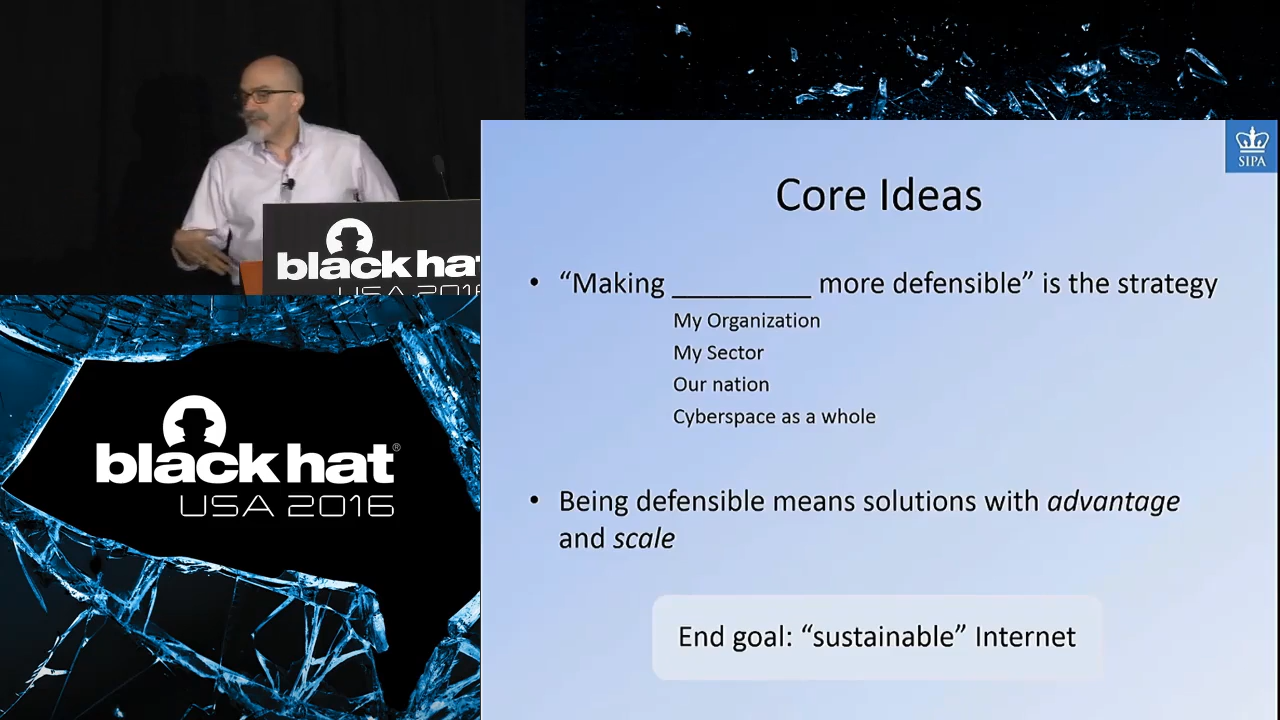 SIPA
Core Ideas
• “Making __________ more defensible” is the strategy
My Organization
My Sector
Our nation
Cyberspace as a whole
• Being defensible means solutions with advantage
and scale
End goal: “sustainable” Internet
black hat
USA 2016
black hat®
USA 2016